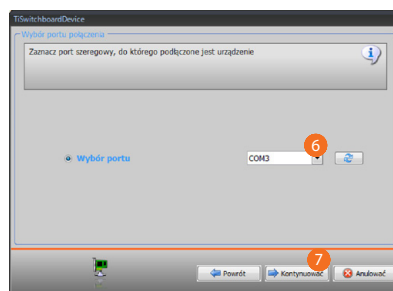 TiSwitchboardDevice
Wybór portu połączenia
Zaznacz port szeregowy, do którego podłączone jest urządzenie
6
Wybór portu COM3
7
Powrót Kontynuować Anulować